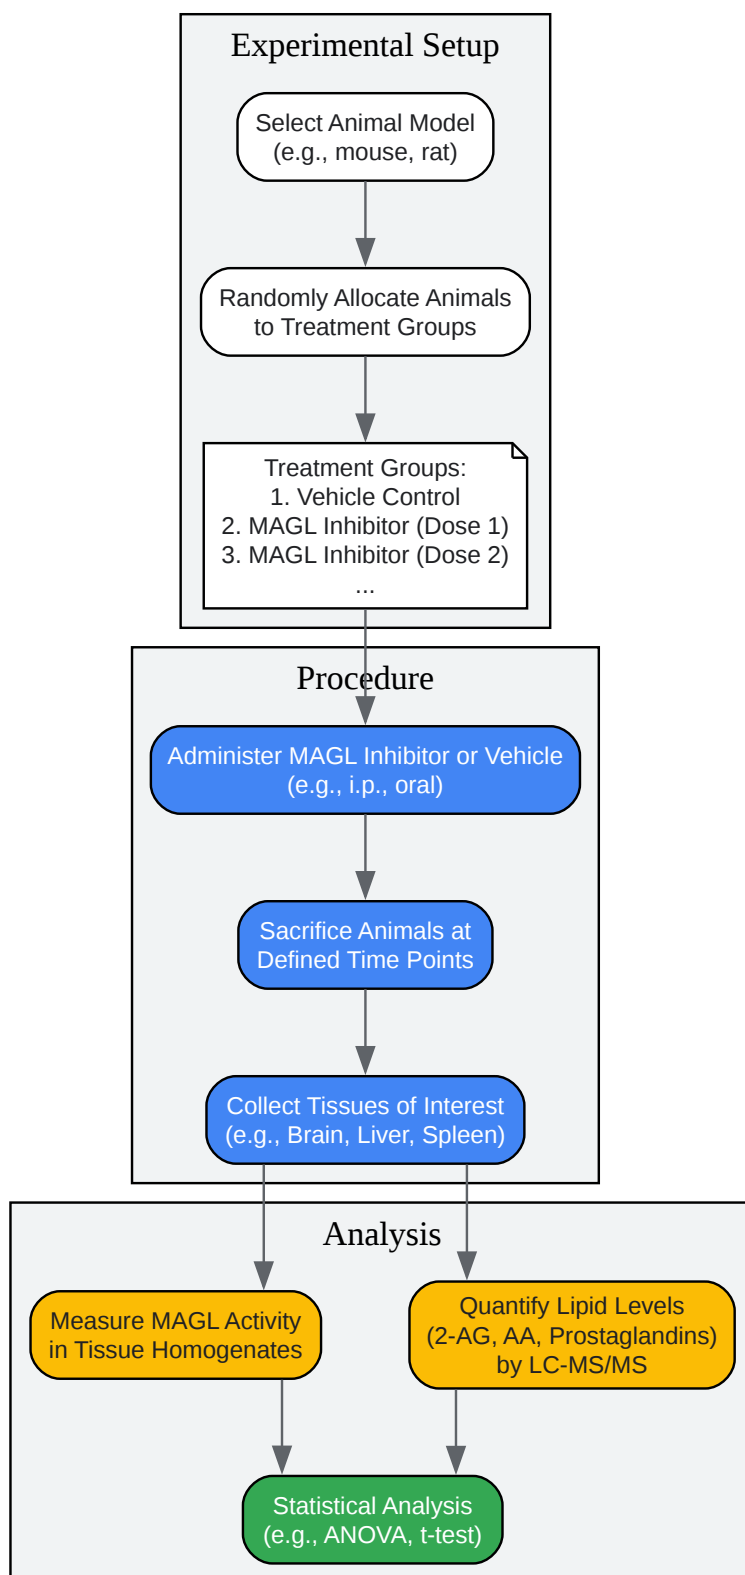 Experimental Setup
Select Animal Model
(e.g., mouse, rat)
Randomly Allocate Animals
to Treatment Groups
Treatment Groups:
1. Vehicle Control
2. MAGL Inhibitor (Dose 1)
3. MAGL Inhibitor (Dose 2)
...
Procedure
Administer MAGL Inhibitor or Vehicle
(e.g., i.p., oral)
Sacrifice Animals at
Defined Time Points
Collect Tissues of Interest
(e.g., Brain, Liver, Spleen)
Analysis
Measure MAGL Activity
in Tissue Homogenates
Quantify Lipid Levels
(2-AG, AA, Prostaglandins)
by LC-MS/MS
Statistical Analysis
(e.g., ANOVA, t-test)